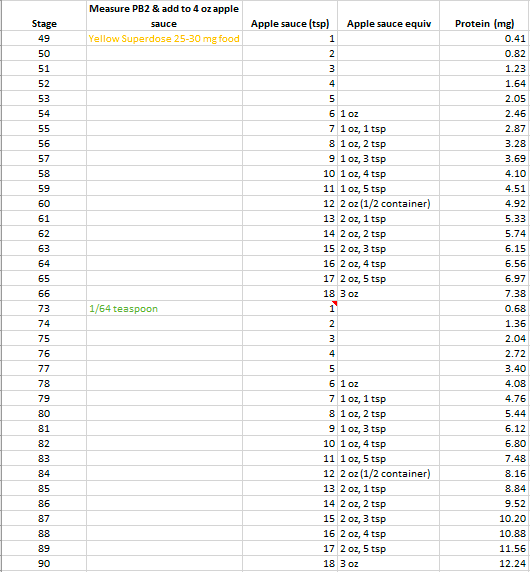 Stage Measure PB2 & add to 4 oz apple sauce Apple sauce (tsp) Apple sauce equiv Protein (mg)
49 Yellow Superdose 25-30 mg food 1 0.41
50 2 0.82
51 3 1.23
52 4 1.64
53 5 2.05
54 6 1 oz 2.46
55 7 1 oz, 1 tsp 2.87
56 8 1 oz, 2 tsp 3.28
57 9 1 oz, 3 tsp 3.69
58 10 1 oz, 4 tsp 4.10
59 11 1 oz, 5 tsp 4.51
60 12 2 oz (1/2 container) 4.92
61 13 2 oz, 1 tsp 5.33
62 14 2 oz, 2 tsp 5.74
63 15 2 oz, 3 tsp 6.15
64 16 2 oz, 4 tsp 6.56
65 17 2 oz, 5 tsp 6.97
66 18 3 oz 7.38
73 1/64 teaspoon 1 0.68
74 2 1.36
75 3 2.04
76 4 2.72
77 5 3.40
78 6 1 oz 4.08
79 7 1 oz, 1 tsp 4.76
80 8 1 oz, 2 tsp 5.44
81 9 1 oz, 3 tsp 6.12
82 10 1 oz, 4 tsp 6.80
83 11 1 oz, 5 tsp 7.48
84 12 2 oz (1/2 container) 8.16
85 13 2 oz, 1 tsp 8.84
86 14 2 oz, 2 tsp 9.52
87 15 2 oz, 3 tsp 10.20
88 16 2 oz, 4 tsp 10.88
89 17 2 oz, 5 tsp 11.56
90 18 3 oz 12.24